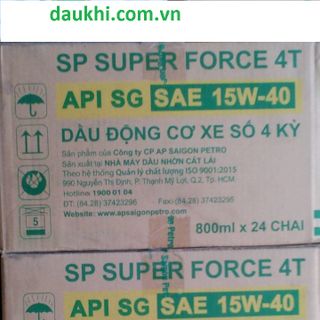 daukhi.com.vn
SP SUPER FORCE 4T
API SG SAE 15W-40
DẦU ĐỘNG CƠ XE SỐ 4 KỲ
Sản phẩm của Công ty CP. AP SAIGON PETRO
Sản xuất tại NHÀ MÁY DẦU NHỜN CÁT LÁI
Theo hệ thống Quản lý chất lượng ISO 9001:2015
990 Nguyễn Thị Định, P. Thạnh Mỹ Lợi, Q.2, Tp. HCM
Hotline: 1900 01 04
ĐT: (84.28) 37423296 Fax: (84.28) 37423295
Website: www.apsaigonpetro.com
5
800ml x 24 CHAI
SP SUPER FORCE 4T
API SG SAE 15W-40